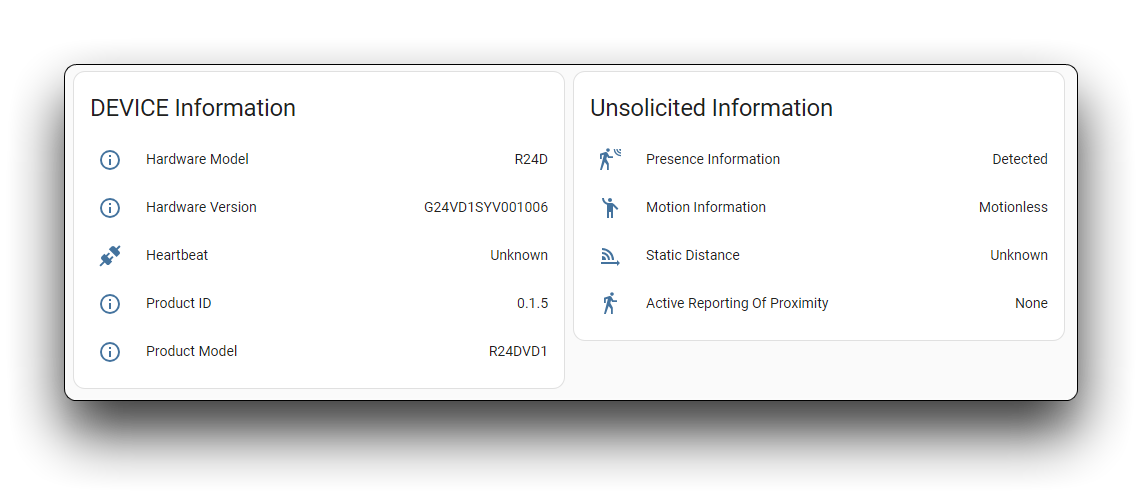 DEVICE Information
Hardware Model R24D
Hardware Version G24VD1SYV001006
Heartbeat Unknown
Product ID 0.1.5
Product Model R24DVD1
Unsolicited Information
Presence Information Detected
Motion Information Motionless
Static Distance Unknown
Active Reporting Of Proximity None